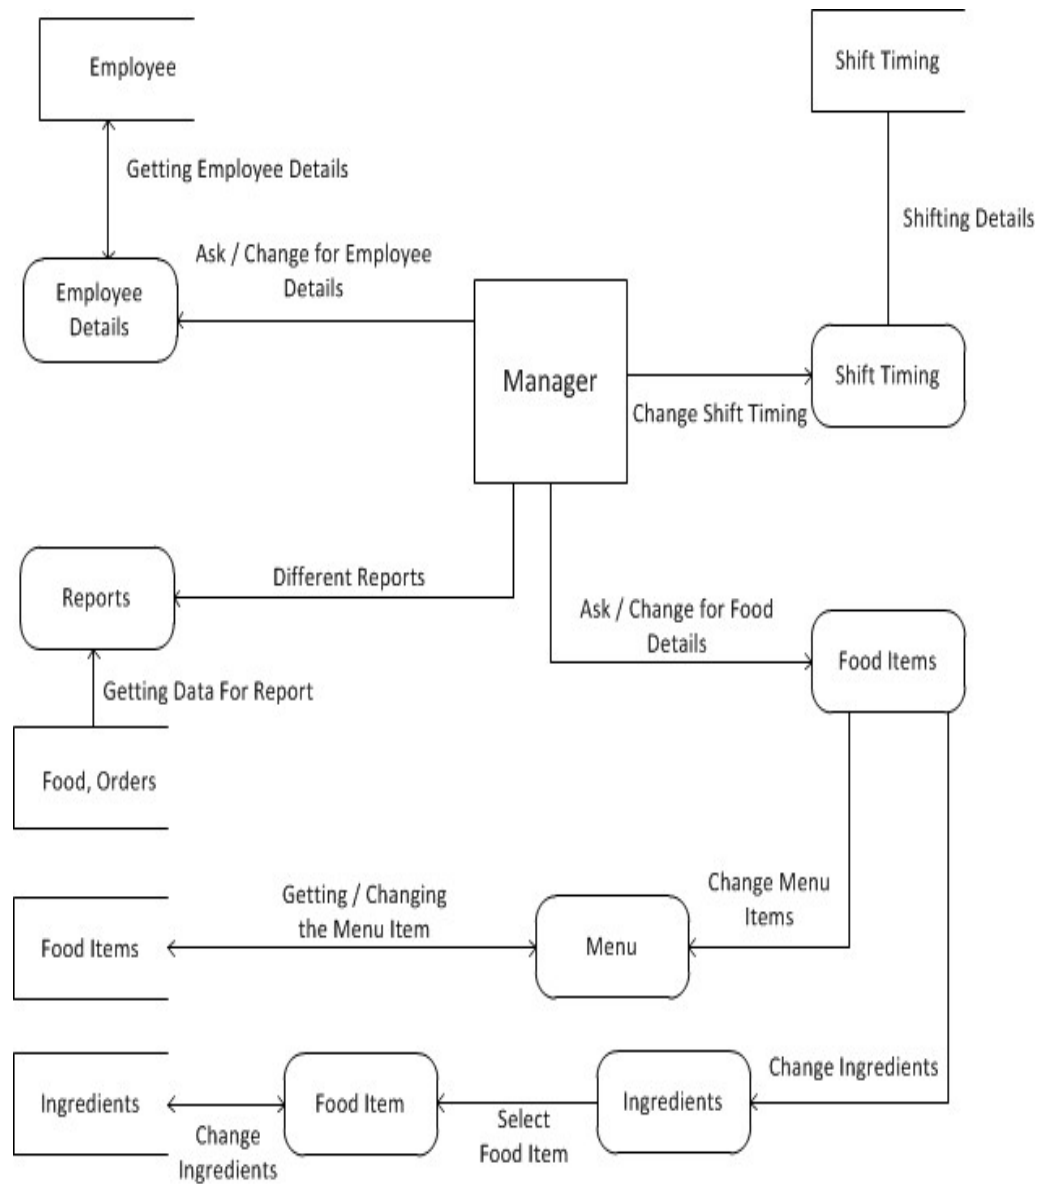 Employee
Shift Timing
Getting Employee Details
Shifting Details
Ask / Change for Employee
Details
Employee
Details
Manager
Shift Timing
Change Shift Timing
Different Reports
Reports
Ask / Change for Food
Details
Food Items
Getting Data For Report
Food, Orders
Getting / Changing
the Menu Item
Change Menu
Items
Food Items
Menu
Change Ingredients
Ingredients
Food Item
Ingredients
Select
Food Item
Change
Ingredients